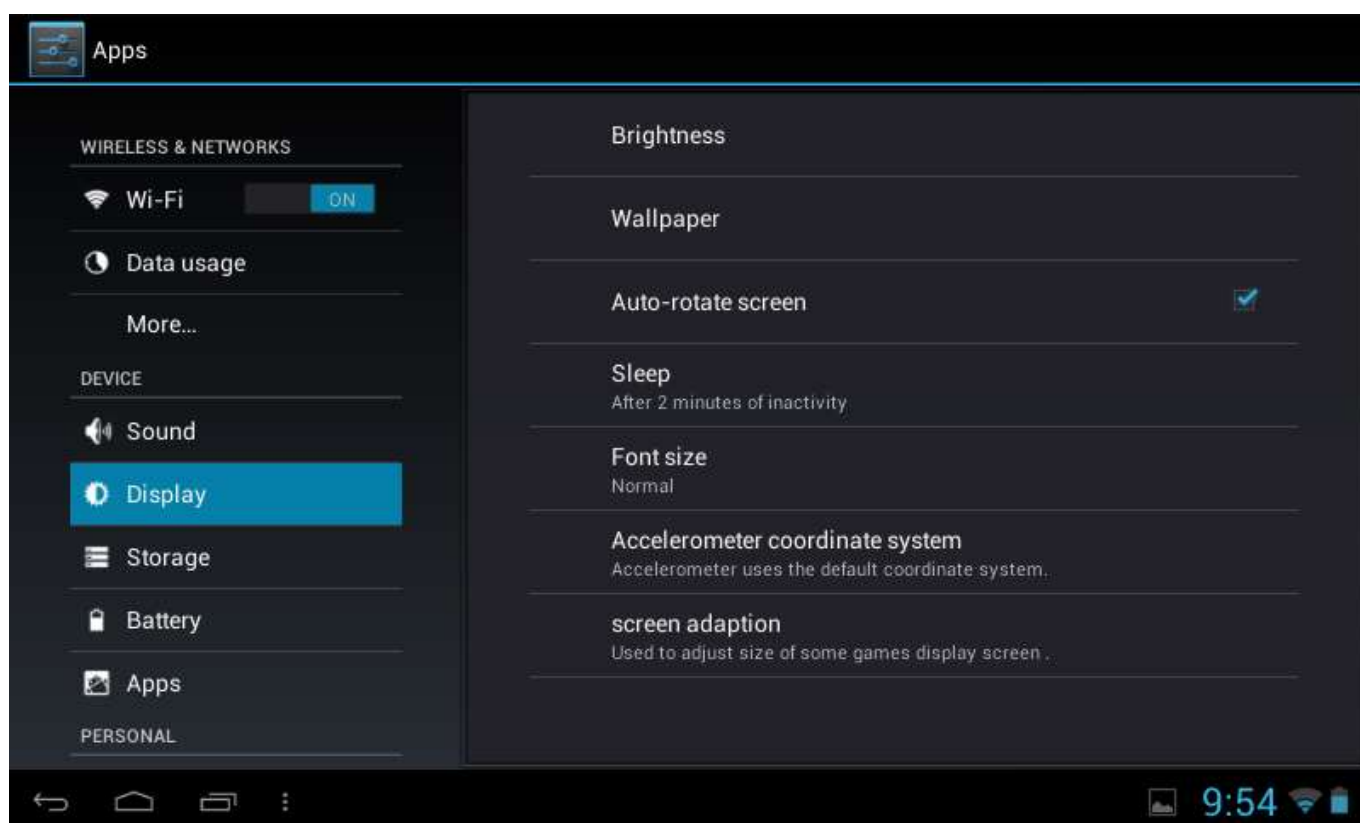 Apps
WIRELESS & NETWORKS
Wi-Fi ON
Data usage
More...
DEVICE
Sound
Display
Storage
Battery
Apps
PERSONAL
Brightness
Wallpaper
Auto-rotate screen
Sleep
After 2 minutes of inactivity
Font size
Normal
Accelerometer coordinate system
Accelerometer uses the default coordinate system.
screen adaption
Used to adjust size of some games display screen .
9:54